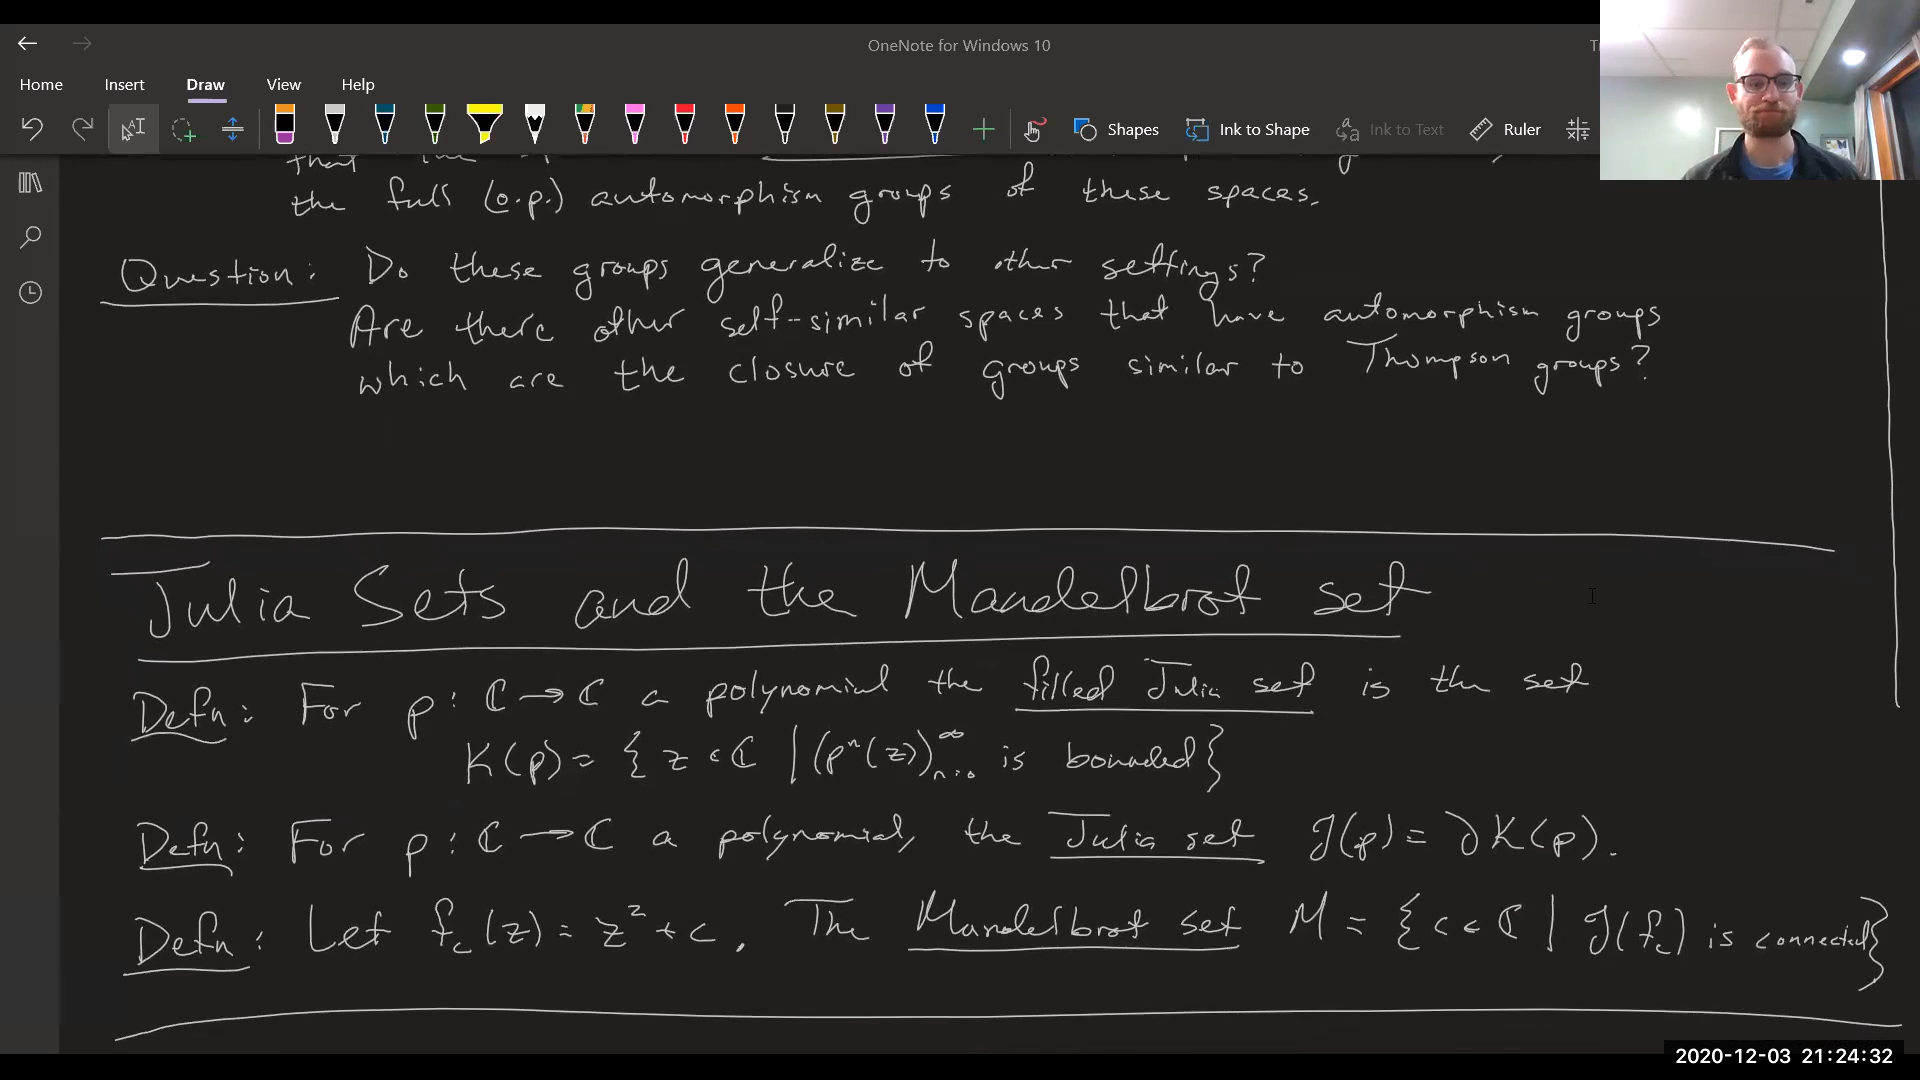 OneNote for Windows 10
Home Insert Draw View Help
Shapes Ink to Shape Ink to Text Ruler
that
the full (o.p.) automorphism groups of these spaces.
Question: Do these groups generalize to other settings?
Are there other self-similar spaces that have automorphism groups
which are the closure of groups similar to Thompson groups?
Julia Sets and the Mandelbrot set
Defn: For p: ℂ → ℂ a polynomial the filled Julia set is the set
K(p) = { z ∈ ℂ | (pⁿ(z))_{n=0}^∞ is bounded}
Defn: For p: ℂ → ℂ a polynomial, the Julia set J(p) = ∂K(p).
Defn: Let f_c(z) = z² + c. The Mandelbrot set M = {c ∈ ℂ | J(f_c) is connected}
2020-12-03 21:24:32